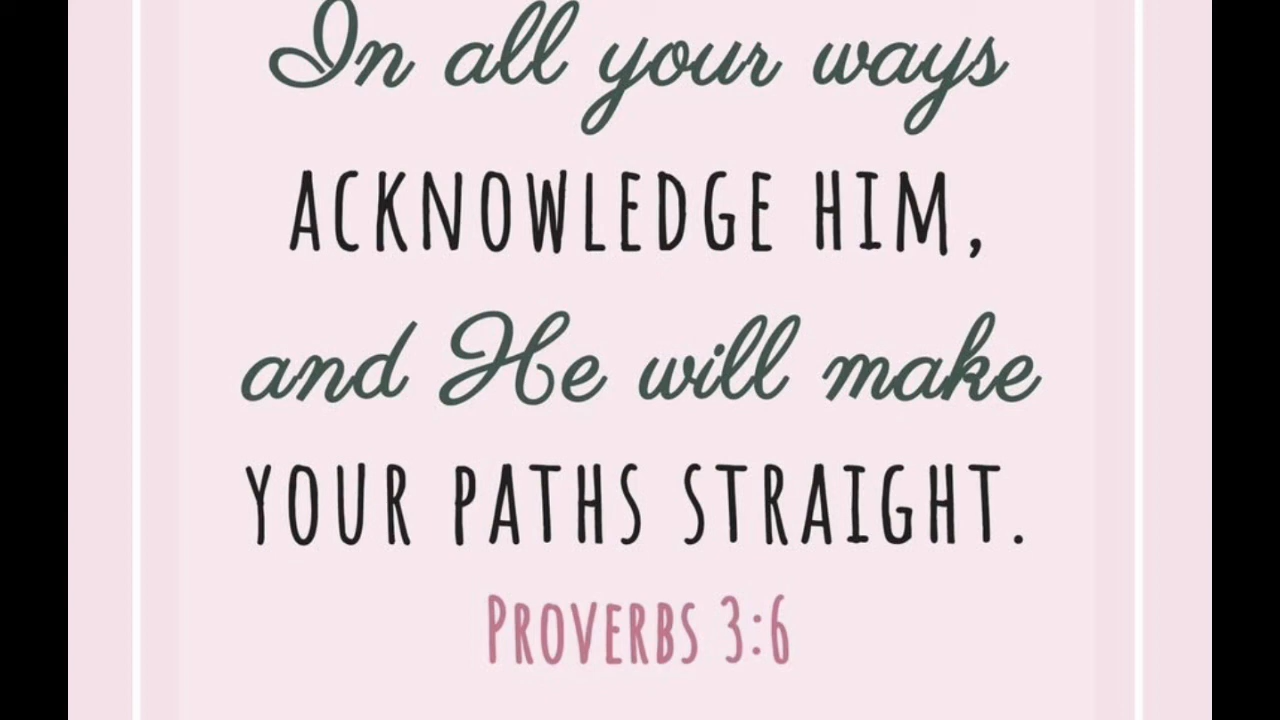 In all your ways
ACKNOWLEDGE HIM,
and He will make
YOUR PATHS STRAIGHT.
PROVERBS 3:6